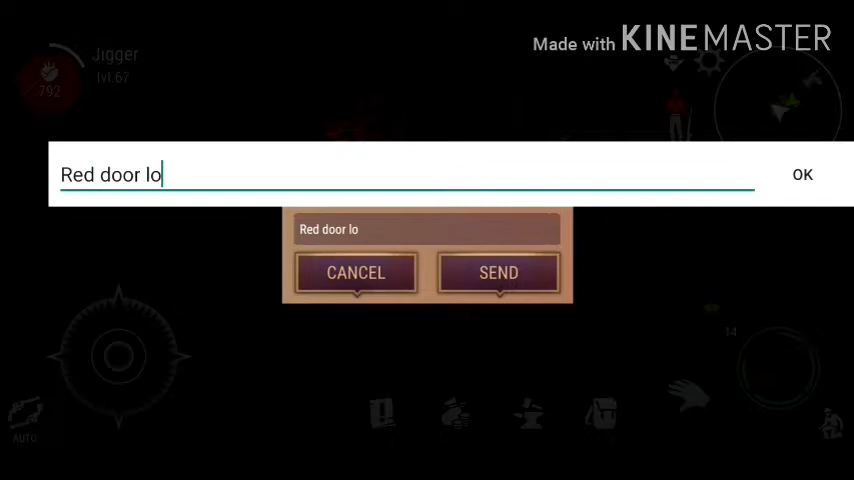 Made with KINEMASTER
Jigger
lvl.67
792
Red door lo
OK
Red door lo
CANCEL
SEND
14
AUTO